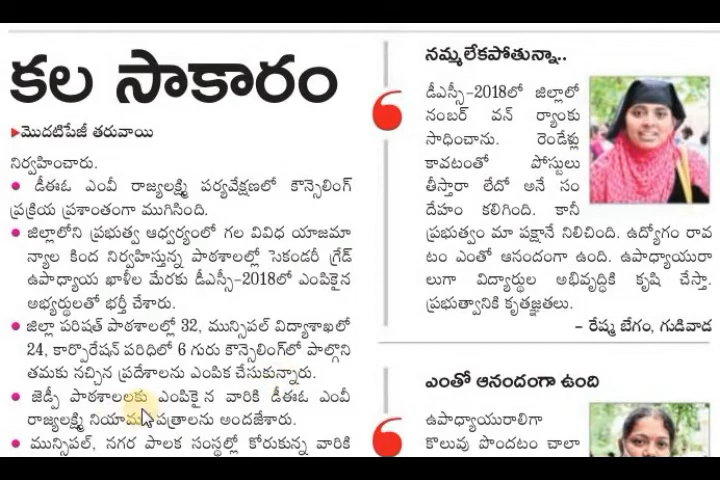 కల సాకారం
▶మొదటిపేజీ తరువాయి
నిర్వహించారు.
● డీఈఓ ఎంవీ రాజ్యలక్ష్మి పర్యవేక్షణలో కౌన్సెలింగ్
ప్రక్రియ ప్రశాంతంగా ముగిసింది.
● జిల్లాలోని ప్రభుత్వ ఆధ్వర్యంలో గల వివిధ యాజమా
న్యాల కింద నిర్వహిస్తున్న పాఠశాలల్లో సెకండరీ గ్రేడ్
ఉపాధ్యాయ ఖాళీల మేరకు డీఎస్సీ-2018లో ఎంపికైన
అభ్యర్థులతో భర్తీ చేశారు.
● జిల్లా పరిషత్ పాఠశాలల్లో 32, మున్సిపల్ విద్యాశాఖలో
24, కార్పొరేషన్ పరిధిలో 6 గురు కౌన్సెలింగ్‌లో పాల్గొని
తమకు నచ్చిన ప్రదేశాలను ఎంపిక చేసుకున్నారు.
● జెడ్పీ పాఠశాలలకు ఎంపికైన వారికి డీఈఓ ఎంవీ
రాజ్యలక్ష్మి నియామకపత్రాలను అందజేశారు.
● మున్సిపల్, నగర పాలక సంస్థల్లో కోరుకున్న వారికి
నమ్మలేకపోతున్నా..
డీఎస్సీ-2018లో జిల్లాలో
నంబర్ వన్ ర్యాంకు
సాధించాను. రెండేళ్లు
కావటంతో పోస్టులు
తీస్తారా లేదో అనే సం
దేహం కలిగింది. కానీ
ప్రభుత్వం మా పక్షానే నిలిచింది. ఉద్యోగం రావ
టం ఎంతో ఆనందంగా ఉంది. ఉపాధ్యాయురా
లుగా విద్యార్థుల అభివృద్ధికి కృషి చేస్తా.
ప్రభుత్వానికి కృతజ్ఞతలు.
– రేష్మ బేగం, గుడివాడ
ఎంతో ఆనందంగా ఉంది
ఉపాధ్యాయురాలిగా
కొలువు పొందటం చాలా